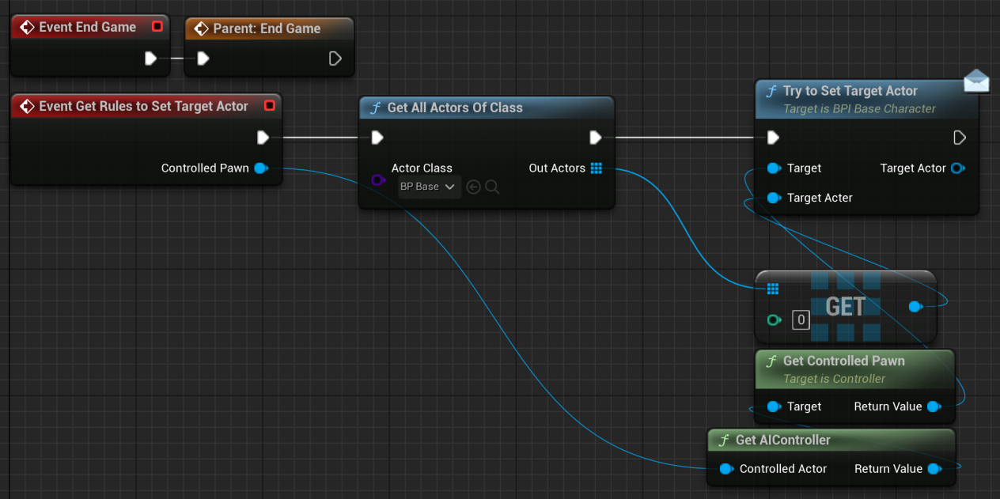 Event End Game
Parent: End Game
Event Get Rules to Set Target Actor
Controlled Pawn
Get All Actors Of Class
Actor Class
Out Actors
BP Base
Try to Set Target Actor
Target is BPI Base Character
Target
Target Actor
Target Acter
GET
0
Get Controlled Pawn
Target is Controller
Target
Return Value
Get AIController
Controlled Actor
Return Value